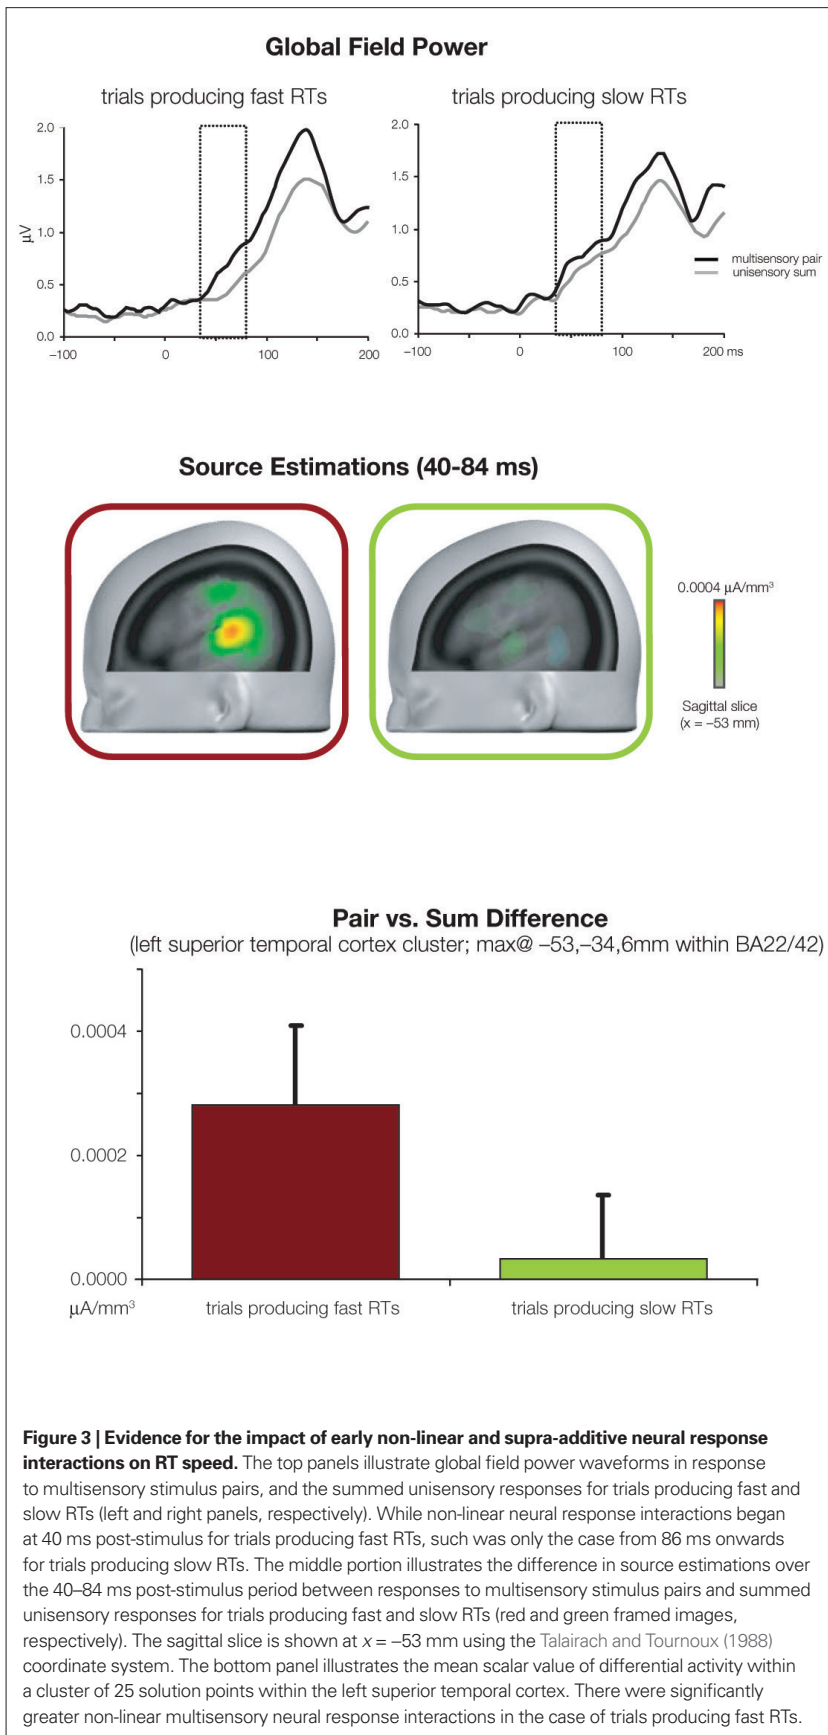 Global Field Power
trials producing fast RTs
trials producing slow RTs
2.0
1.5
1.0
0.5
0.0
μV
−100
0
100
200
2.0
1.5
1.0
0.5
0.0
−100
0
100
200 ms
multisensory pair
unisensory sum
Source Estimations (40-84 ms)
0.0004 μA/mm³
Sagittal slice
(x = −53 mm)
Pair vs. Sum Difference
(left superior temporal cortex cluster; max@ −53,−34,6mm within BA22/42)
0.0004
0.0002
0.0000
μA/mm³
trials producing fast RTs
trials producing slow RTs
Figure 3 | Evidence for the impact of early non-linear and supra-additive neural response
interactions on RT speed. The top panels illustrate global field power waveforms in response
to multisensory stimulus pairs, and the summed unisensory responses for trials producing fast and
slow RTs (left and right panels, respectively). While non-linear neural response interactions began
at 40 ms post-stimulus for trials producing fast RTs, such was only the case from 86 ms onwards
for trials producing slow RTs. The middle portion illustrates the difference in source estimations over
the 40–84 ms post-stimulus period between responses to multisensory stimulus pairs and summed
unisensory responses for trials producing fast and slow RTs (red and green framed images,
respectively). The sagittal slice is shown at x = −53 mm using the Talairach and Tournoux (1988)
coordinate system. The bottom panel illustrates the mean scalar value of differential activity within
a cluster of 25 solution points within the left superior temporal cortex. There were significantly
greater non-linear multisensory neural response interactions in the case of trials producing fast RTs.